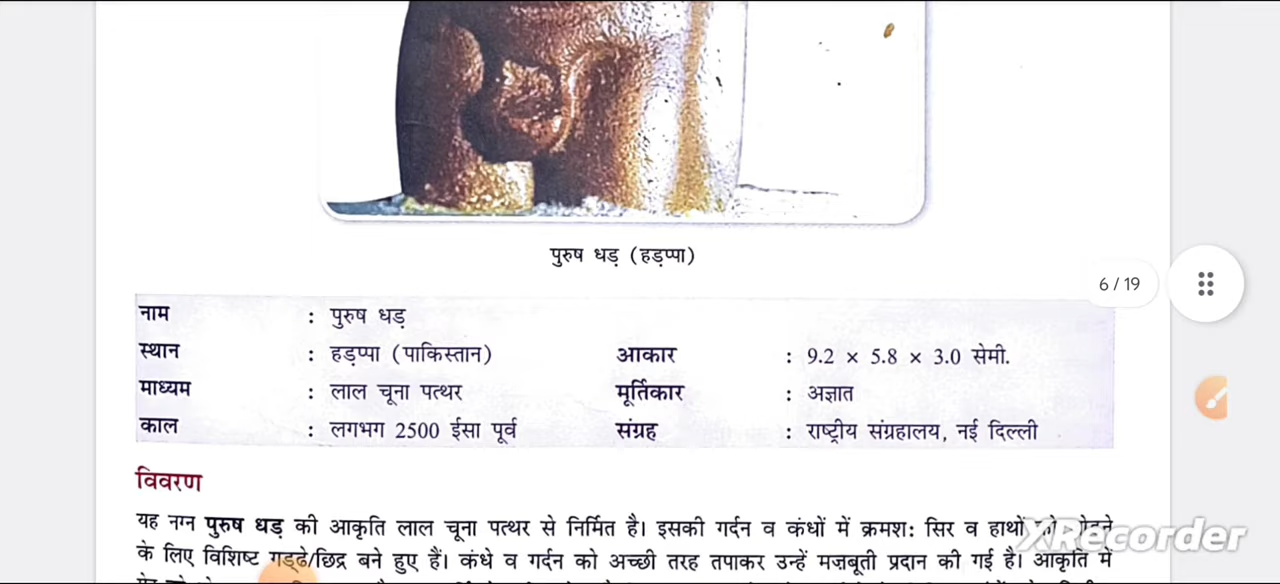 पुरुष धड़ (हड़प्पा)
6 / 19
नाम : पुरुष धड़
स्थान : हड़प्पा (पाकिस्तान) आकार : 9.2 × 5.8 × 3.0 सेमी.
माध्यम : लाल चूना पत्थर मूर्तिकार : अज्ञात
काल : लगभग 2500 ईसा पूर्व संग्रह : राष्ट्रीय संग्रहालय, नई दिल्ली
विवरण
यह नग्न पुरुष धड़ की आकृति लाल चूना पत्थर से निर्मित है। इसकी गर्दन व कंधों में क्रमश: सिर व हाथों
XRecorder
के लिए विशिष्ट गड्ढे/छिद्र बने हुए हैं। कंधे व गर्दन को अच्छी तरह तपाकर उन्हें मजबूती प्रदान की गई है। आकृति में